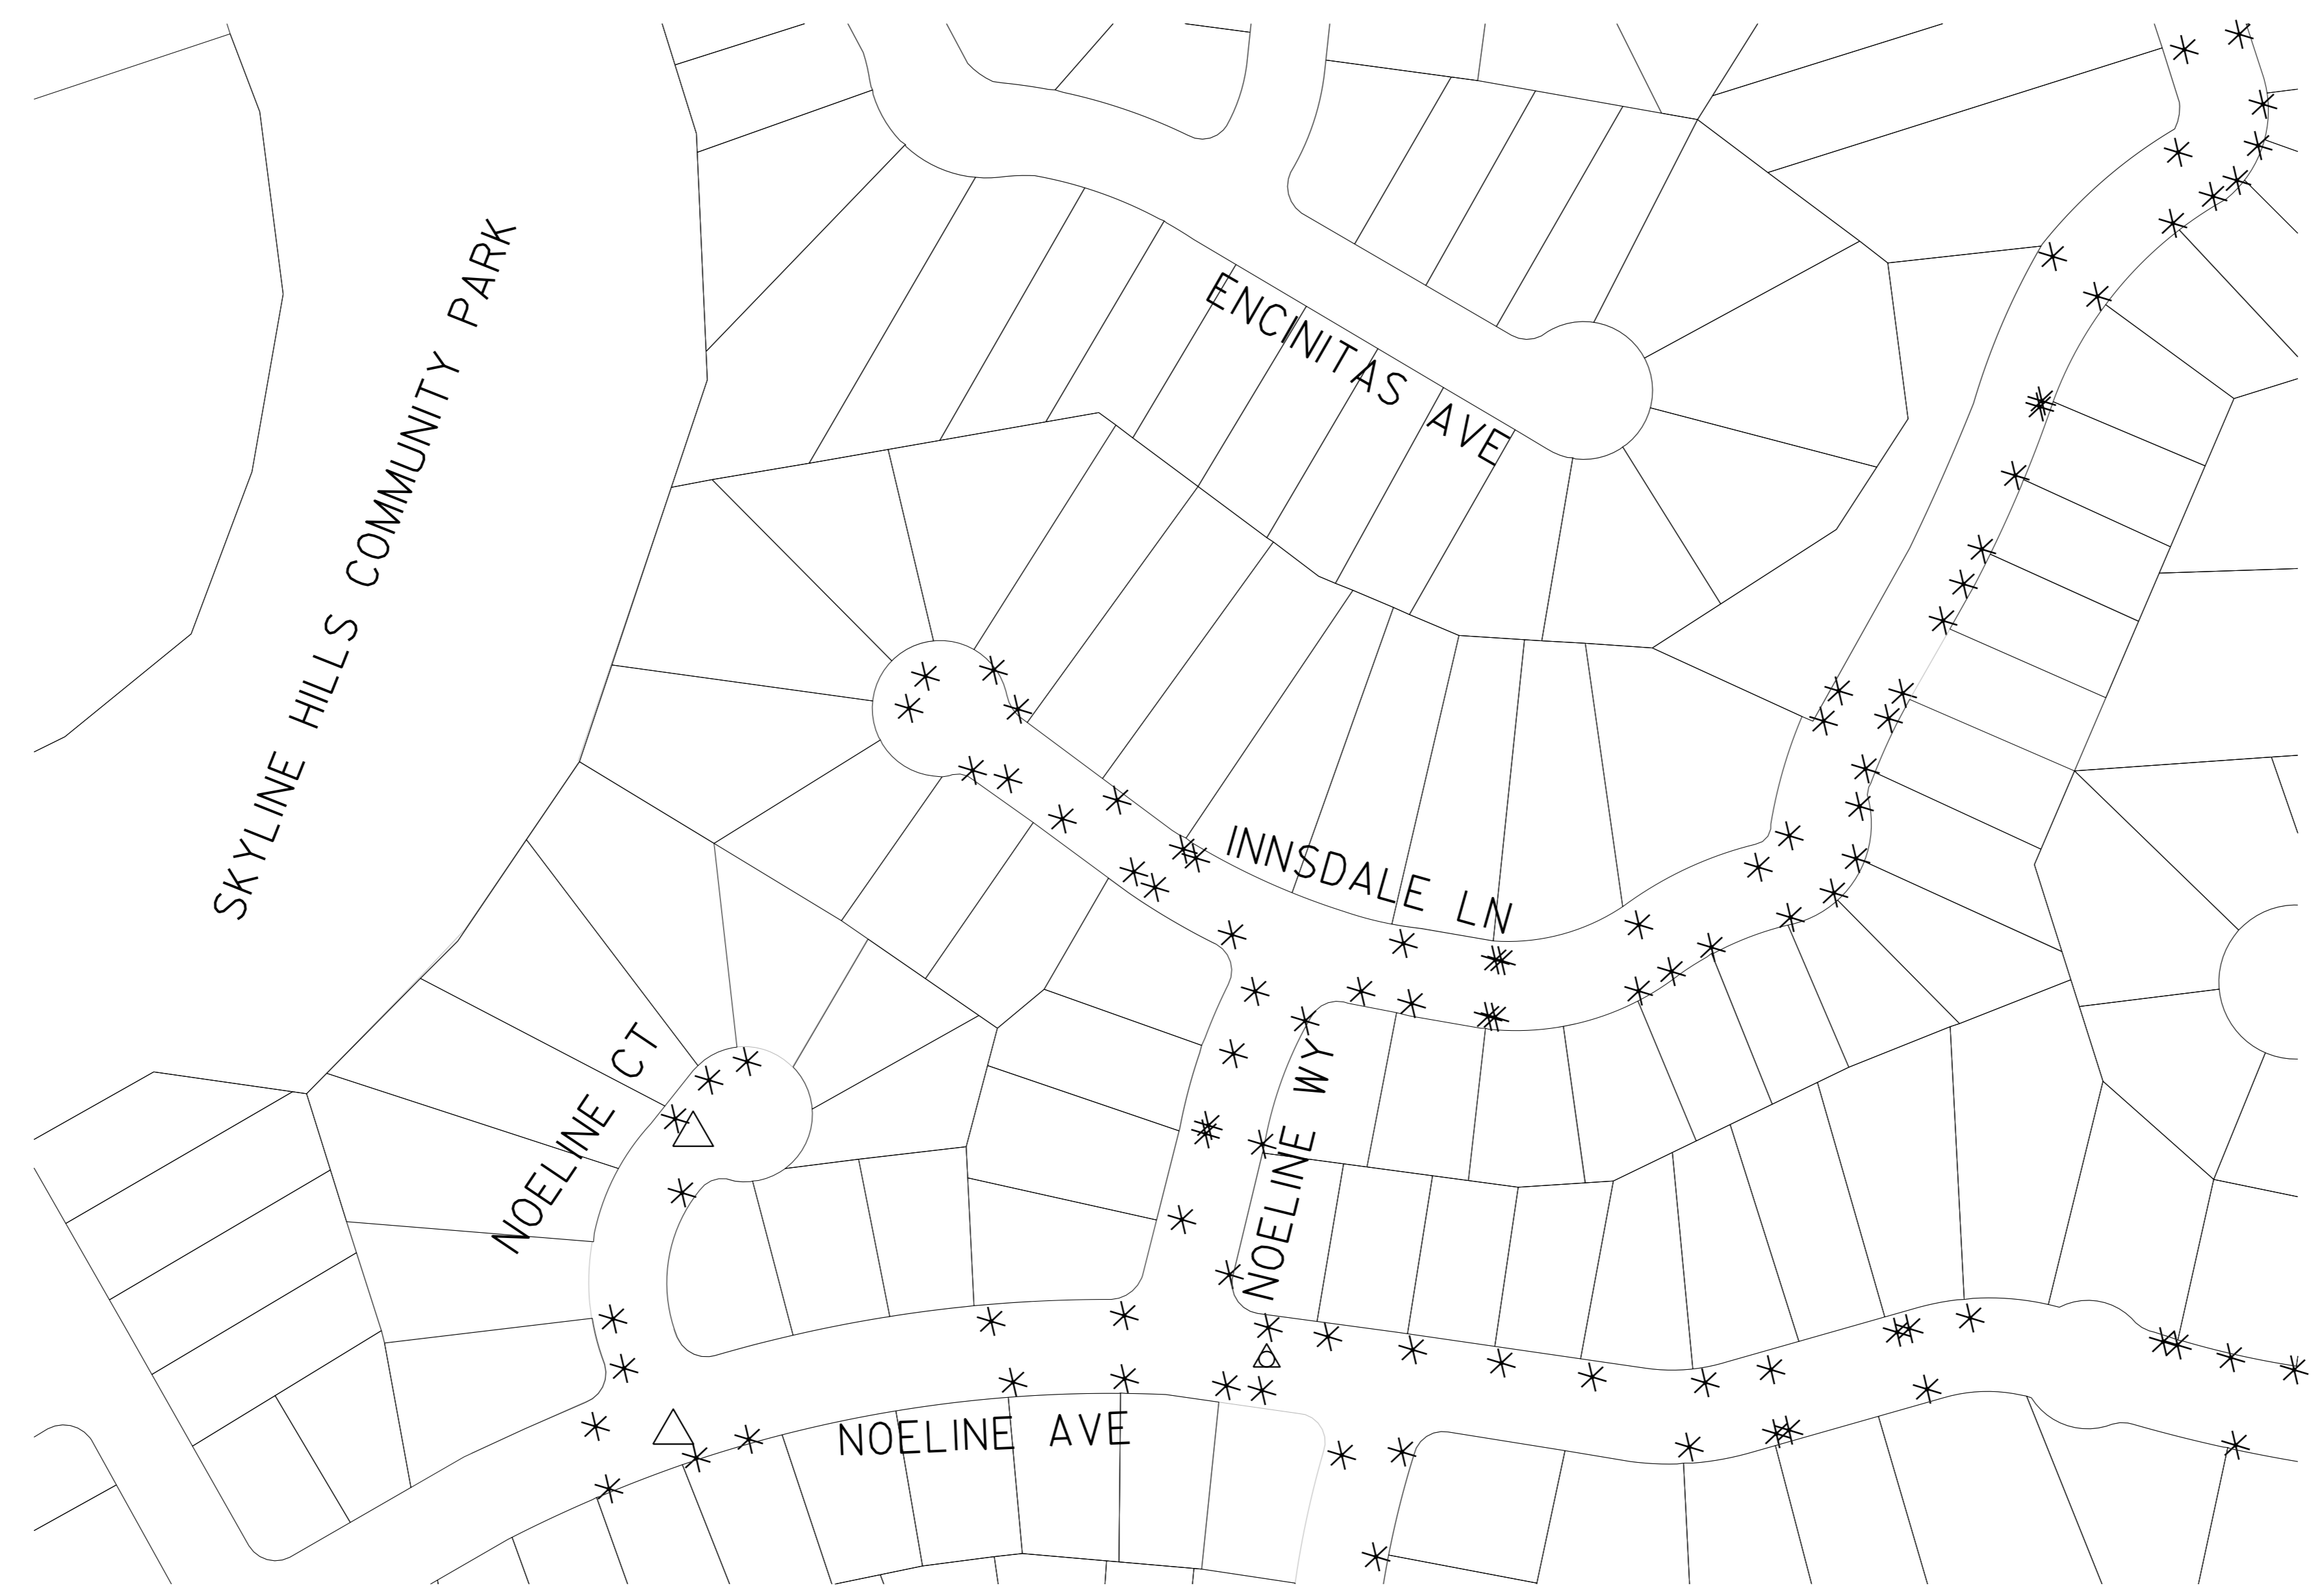 SKYLINE HILLS COMMUNITY PARK
ENCINITAS AVE
INNSDALE LN
NOELINE CT
NOELINE WY
NOELINE AVE